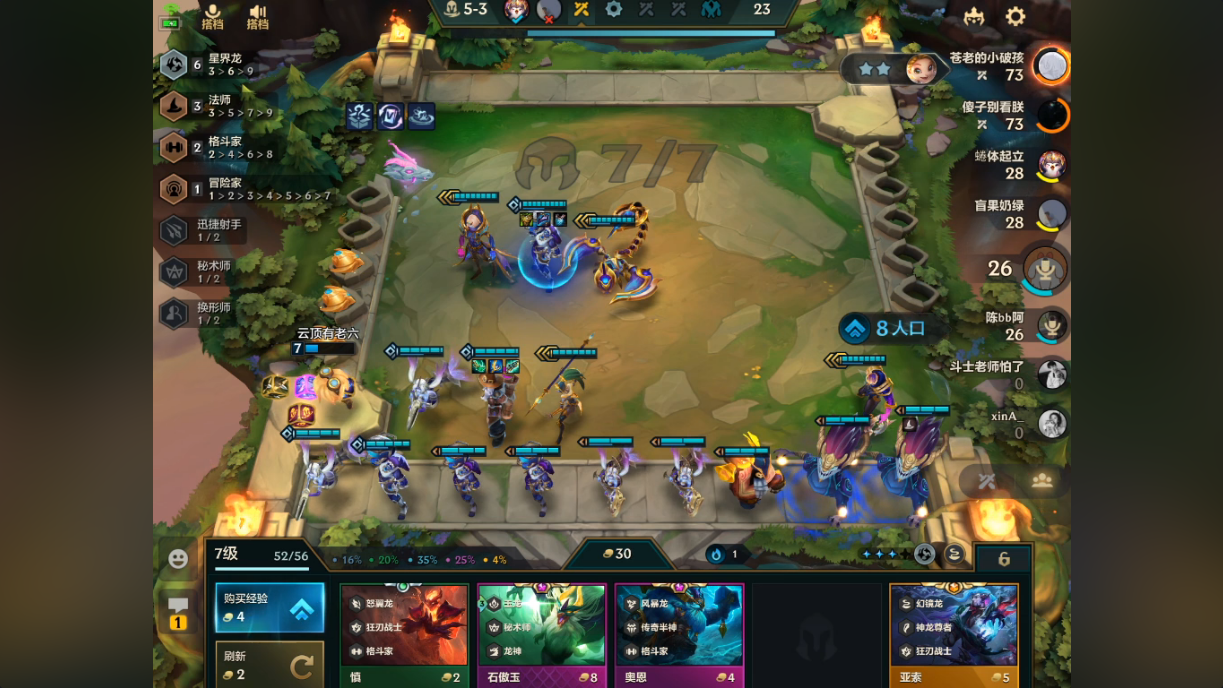 搭档
搭档
5-3
23
6 星界龙
3 > 6 > 9
3 法师
3 > 5 > 7 > 9
2 格斗家
2 > 4 > 6 > 8
1 冒险家
1 > 2 > 3 > 4 > 5 > 6 > 7
迅捷射手
1 / 2
秘术师
1 / 2
换形师
1 / 2
7/7
苍老的小破孩
73
傻子别看朕
73
蜷体起立
28
盲果奶绿
28
26
陈bb阿
26
斗士老师怕了
0
xinA_
0
8 人口
云顶有老六
7
7级 52/56
16% 20% 35% 25% 4%
30
1
6
购买经验
4
刷新
2
怒翼龙
狂刃战士
格斗家
慎 2
3 玉龙
秘术师
龙神
石傲玉 8
风暴龙
传奇半神
格斗家
奥恩 4
幻镜龙
神龙尊者
狂刃战士
亚索 5
1